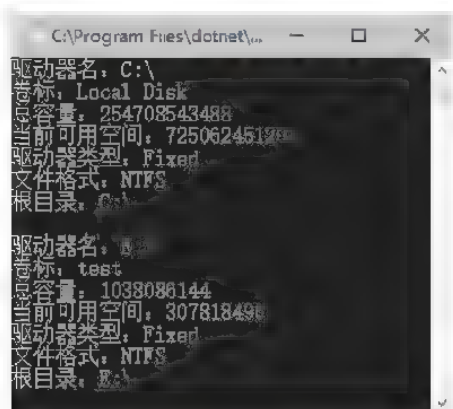 C:\Program Files\dotnet\...
驱动器名：C:\
卷标：Local Disk
总容量：254708543488
当前可用空间：
驱动器类型：Fixed
文件格式：NTFS
根目录：C:\
驱动器名：
卷标：test
总容量：1038086144
当前可用空间：
驱动器类型：Fixed
文件格式：NTFS
根目录：E:\